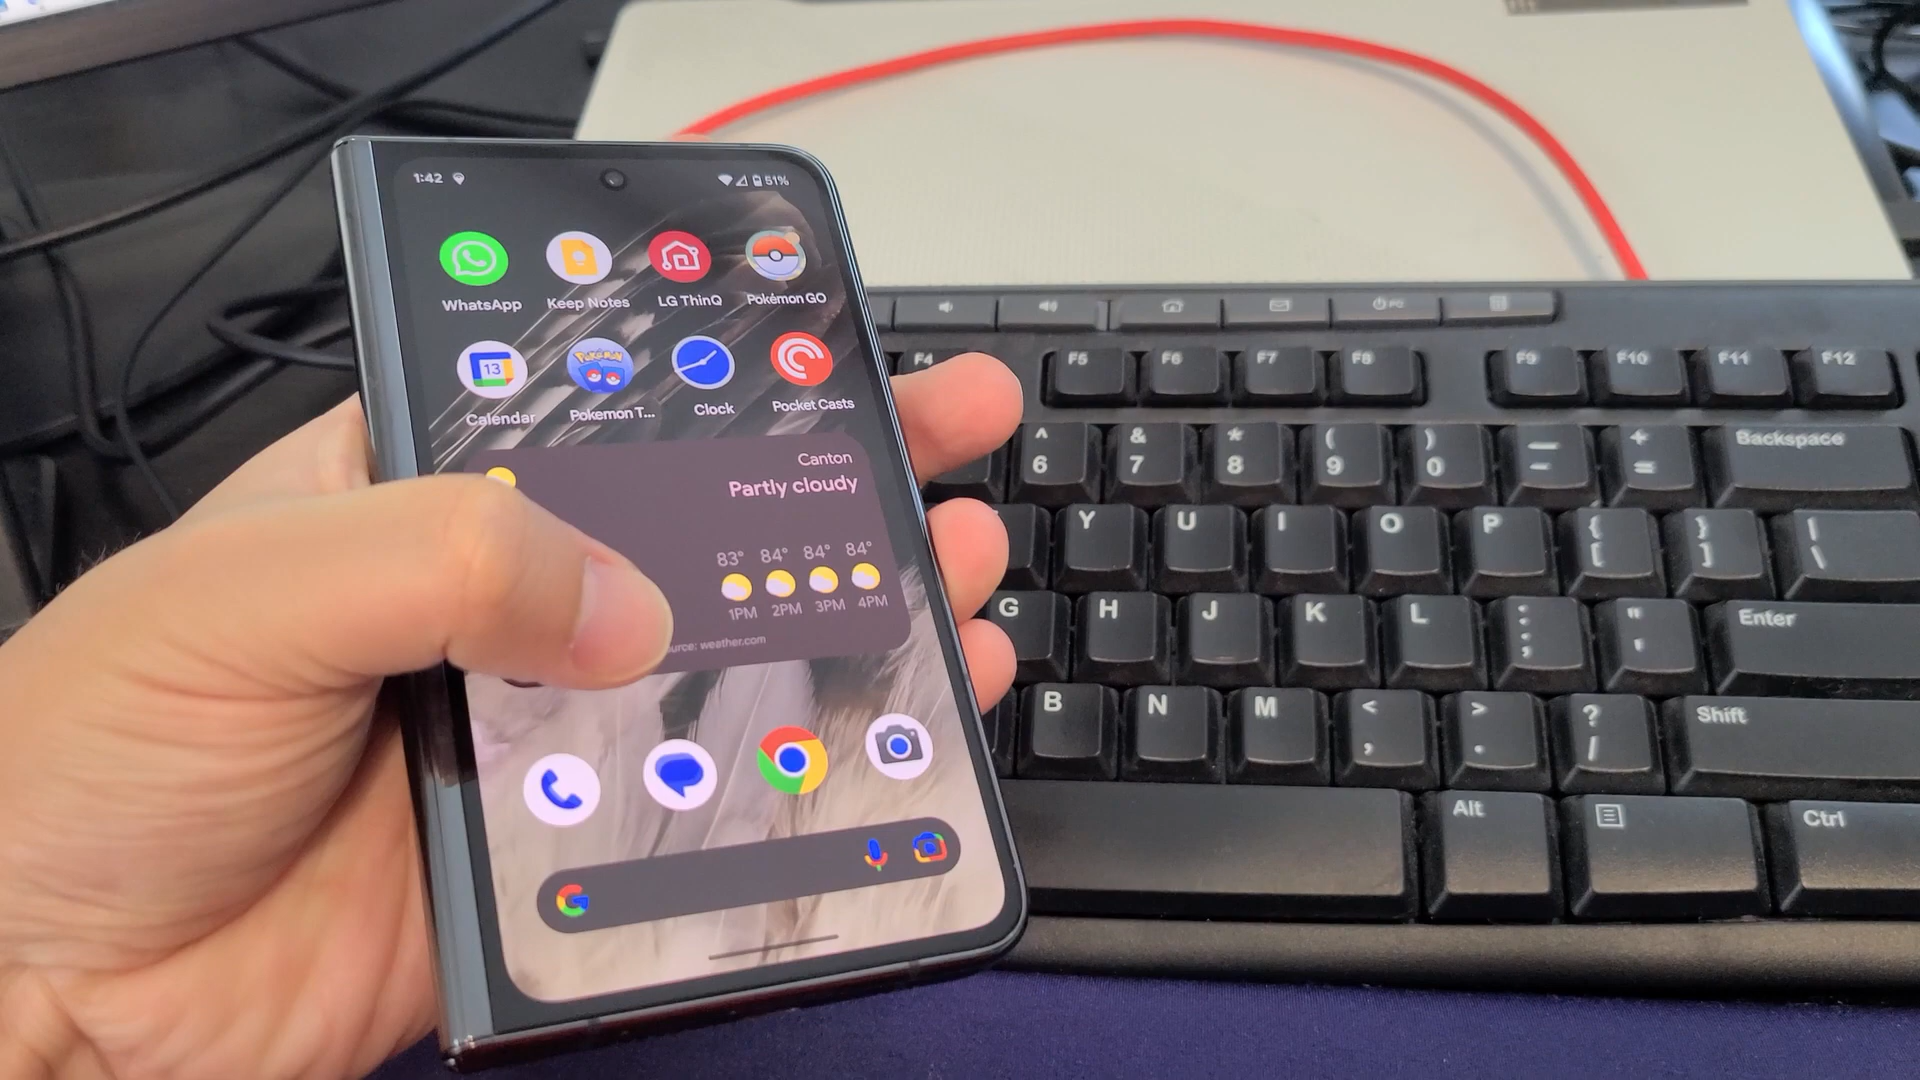 1:42
51%
WhatsApp
Keep Notes
LG ThinQ
Pokémon GO
13
Pokémon
Calendar
Pokemon T...
Clock
Pocket Casts
Canton
Partly cloudy
83° 84° 84° 84°
1PM 2PM 3PM 4PM
weather.com
G
PC
F4 F5 F6 F7 F8 F9 F10 F11 F12
^ & * ( ) — +
6 7 8 9 0 - = Backspace
Y U I O P { } |
[ ] \
G H J K L : " Enter
; '
B N M < > ? Shift
, . /
Alt Ctrl